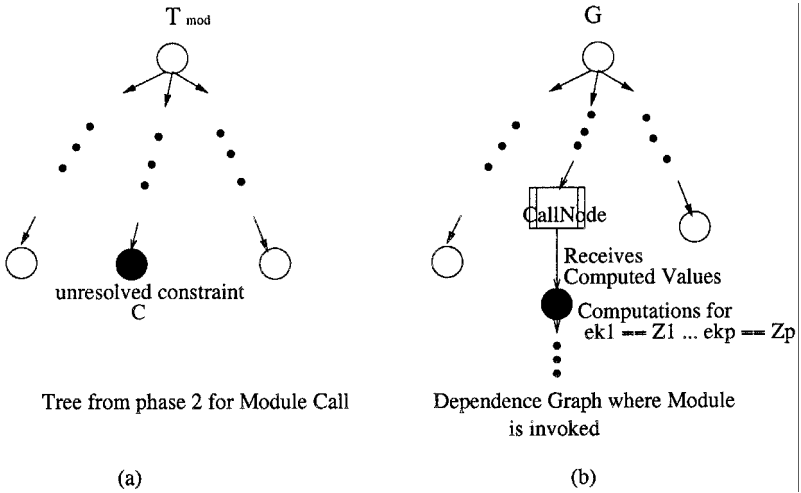 T mod
unresolved constraint
C
Tree from phase 2 for Module Call
(a)
G
CallNode
Receives
Computed Values
Computations for
ek1 == Z1 ... ekp == Zp
Dependence Graph where Module
is invoked
(b)